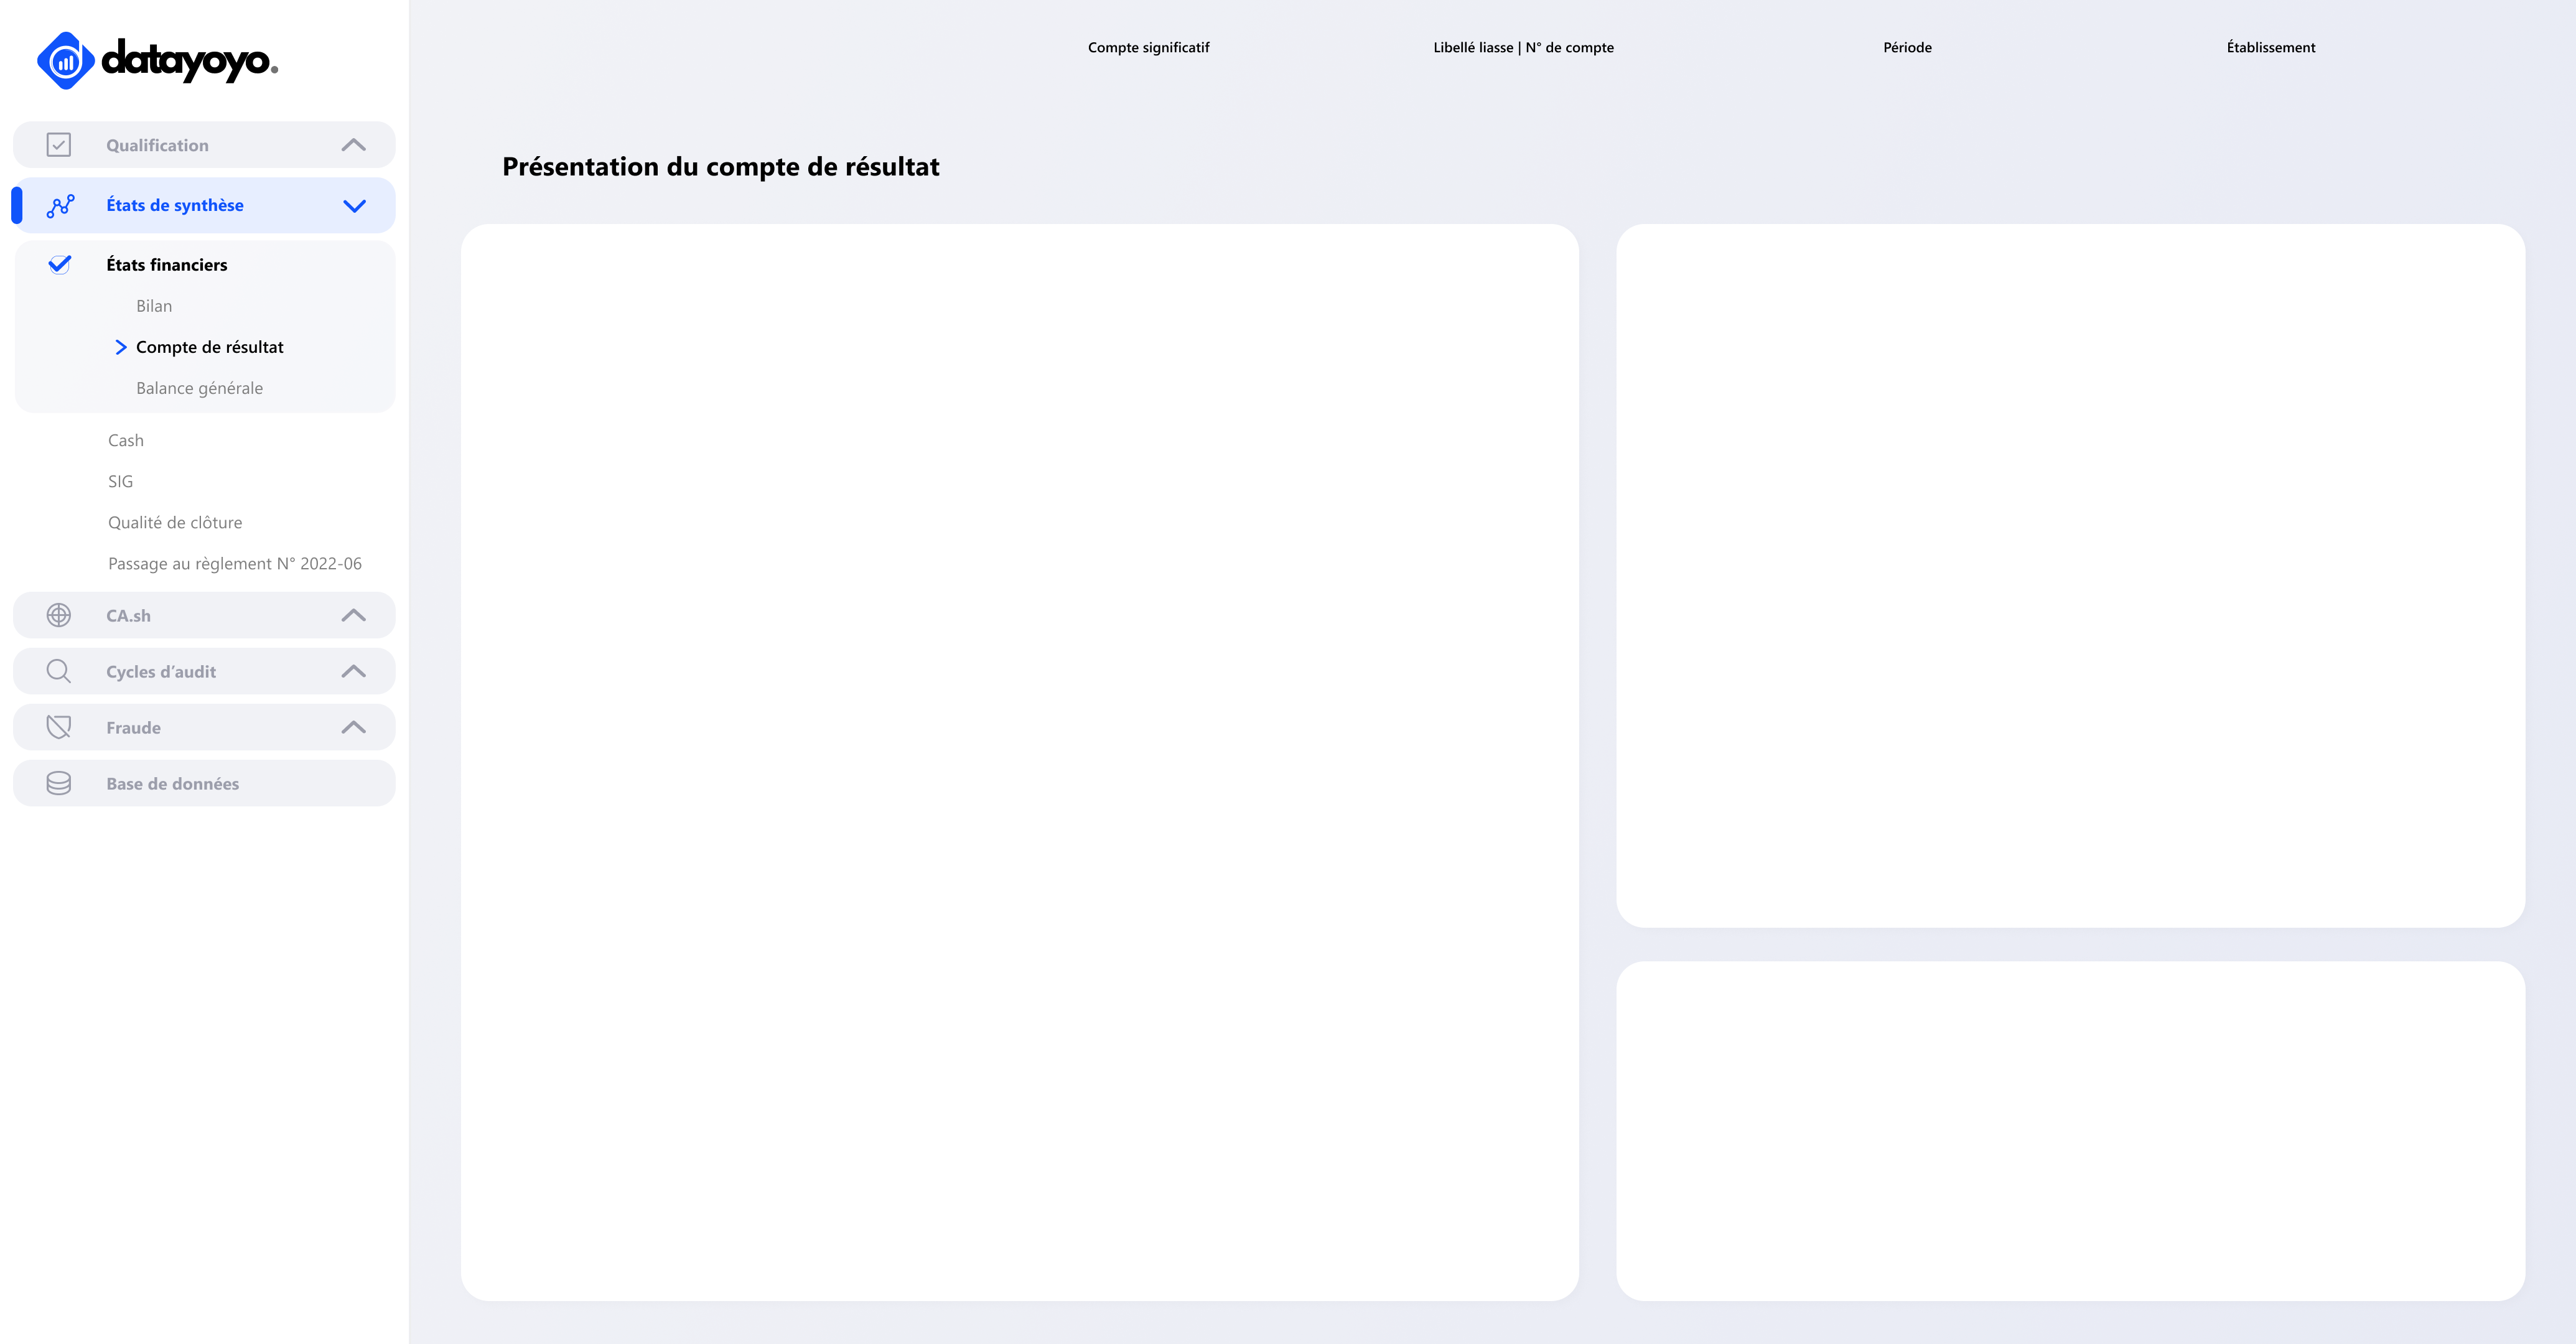 datayoyo.
Qualification
États de synthèse
États financiers
Bilan
Compte de résultat
Balance générale
Cash
SIG
Qualité de clôture
Passage au règlement N° 2022-06
CA.sh
Cycles d’audit
Fraude
Base de données
Compte significatif
Libellé liasse | N° de compte
Période
Établissement
Présentation du compte de résultat